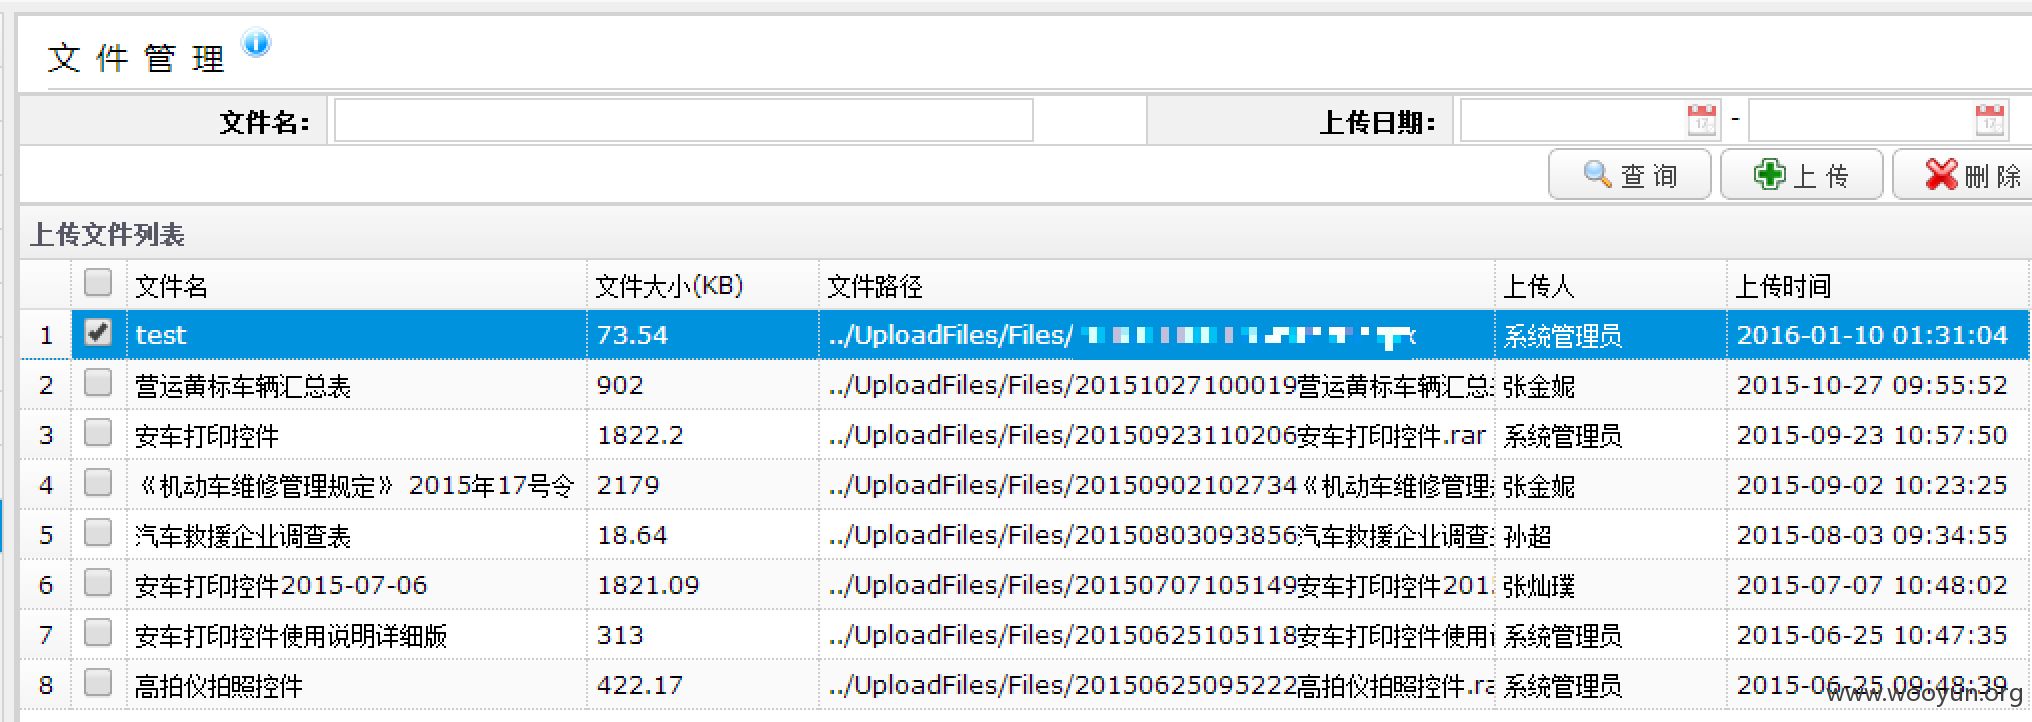 文件管理
文件名： 上传日期： 17 - 17
查询 上传 删除
上传文件列表
文件名 文件大小(KB) 文件路径 上传人 上传时间
1 test 73.54 ../UploadFiles/Files/ 系统管理员 2016-01-10 01:31:04
2 营运黄标车辆汇总表 902 ../UploadFiles/Files/20151027100019营运黄标车辆汇总 张金妮 2015-10-27 09:55:52
3 安车打印控件 1822.2 ../UploadFiles/Files/20150923110206安车打印控件.rar 系统管理员 2015-09-23 10:57:50
4 《机动车维修管理规定》 2015年17号令 2179 ../UploadFiles/Files/20150902102734《机动车维修管理 张金妮 2015-09-02 10:23:25
5 汽车救援企业调查表 18.64 ../UploadFiles/Files/20150803093856汽车救援企业调查 孙超 2015-08-03 09:34:55
6 安车打印控件2015-07-06 1821.09 ../UploadFiles/Files/20150707105149安车打印控件201 张灿璞 2015-07-07 10:48:02
7 安车打印控件使用说明详细版 313 ../UploadFiles/Files/20150625105118安车打印控件使用 系统管理员 2015-06-25 10:47:35
8 高拍仪拍照控件 422.17 ../UploadFiles/Files/20150625095222高拍仪拍照控件.ra 系统管理员 2015-06-25 09:48:39
www.wooyun.org